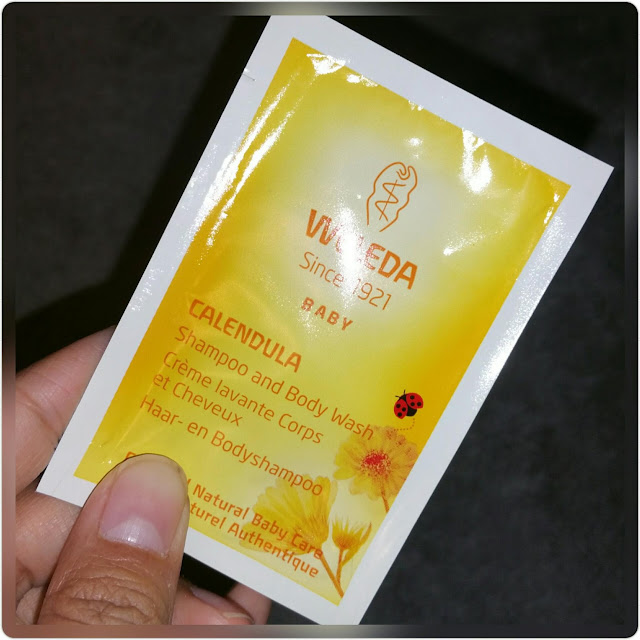 WELEDA
Since 1921
BABY
CALENDULA
Shampoo and Body Wash
Crème lavante Corps
et Cheveux
Haar- en Bodyshampoo
Natural Baby Care
Authentique